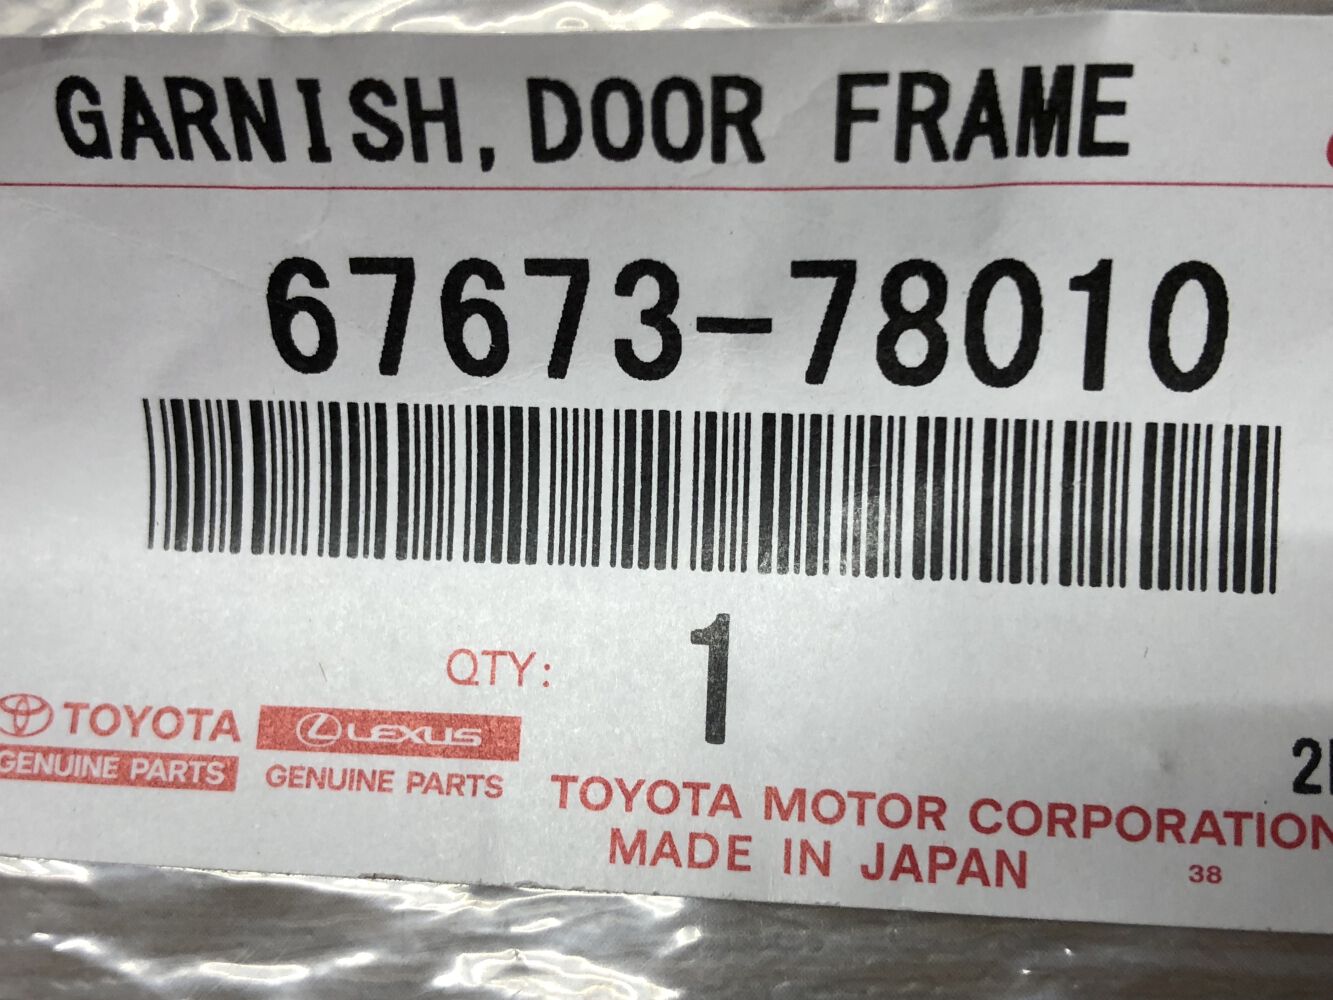 GARNISH, DOOR FRAME
67673-78010
QTY: 1
TOYOTA
GENUINE PARTS
LEXUS
GENUINE PARTS
TOYOTA MOTOR CORPORATION
MADE IN JAPAN
38